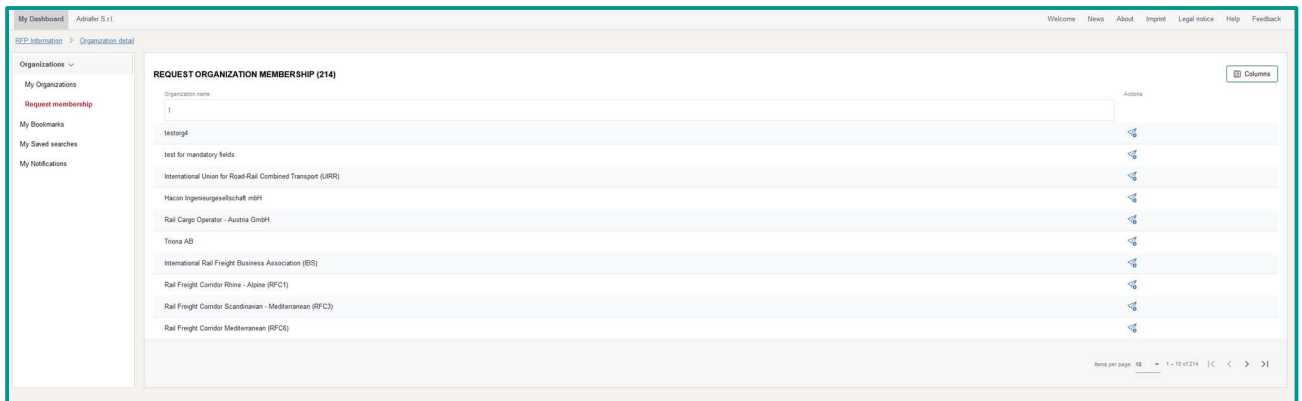 My Dashboard Adriafer S.r.l. Welcome News About Imprint Legal notice Help Feedback
RFP Information > Organization detail
Organizations
My Organizations
Request membership
My Bookmarks
My Saved searches
My Notifications
REQUEST ORGANIZATION MEMBERSHIP (214)
Columns
Organization name Actions
t
testorg4
test for mandatory fields
International Union for Road-Rail Combined Transport (UIRR)
Hacon Ingenieurgesellschaft mbH
Rail Cargo Operator - Austria GmbH
Triona AB
International Rail Freight Business Association (IBS)
Rail Freight Corridor Rhine - Alpine (RFC1)
Rail Freight Corridor Scandinavian - Mediterranean (RFC3)
Rail Freight Corridor Mediterranean (RFC6)
Items per page: 10 1 – 10 of 214 |< < > >|